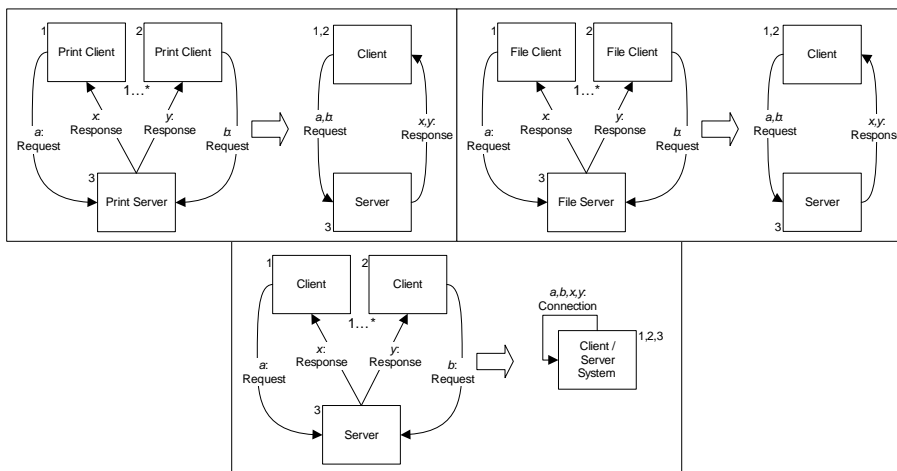 1
Print Client
2
Print Client
1...*
a:
Request
x:
Response
y:
Response
b:
Request
3
Print Server
1,2
Client
a,b:
Request
x,y:
Response
Server
3
1
File Client
2
File Client
1...*
a:
Request
x:
Response
y:
Response
b:
Request
3
File Server
1,2
Client
a,b:
Request
x,y:
Response
Server
3
1
Client
2
Client
1...*
a:
Request
x:
Response
y:
Response
b:
Request
3
Server
a,b,x,y:
Connection
Client /
Server
System
1,2,3